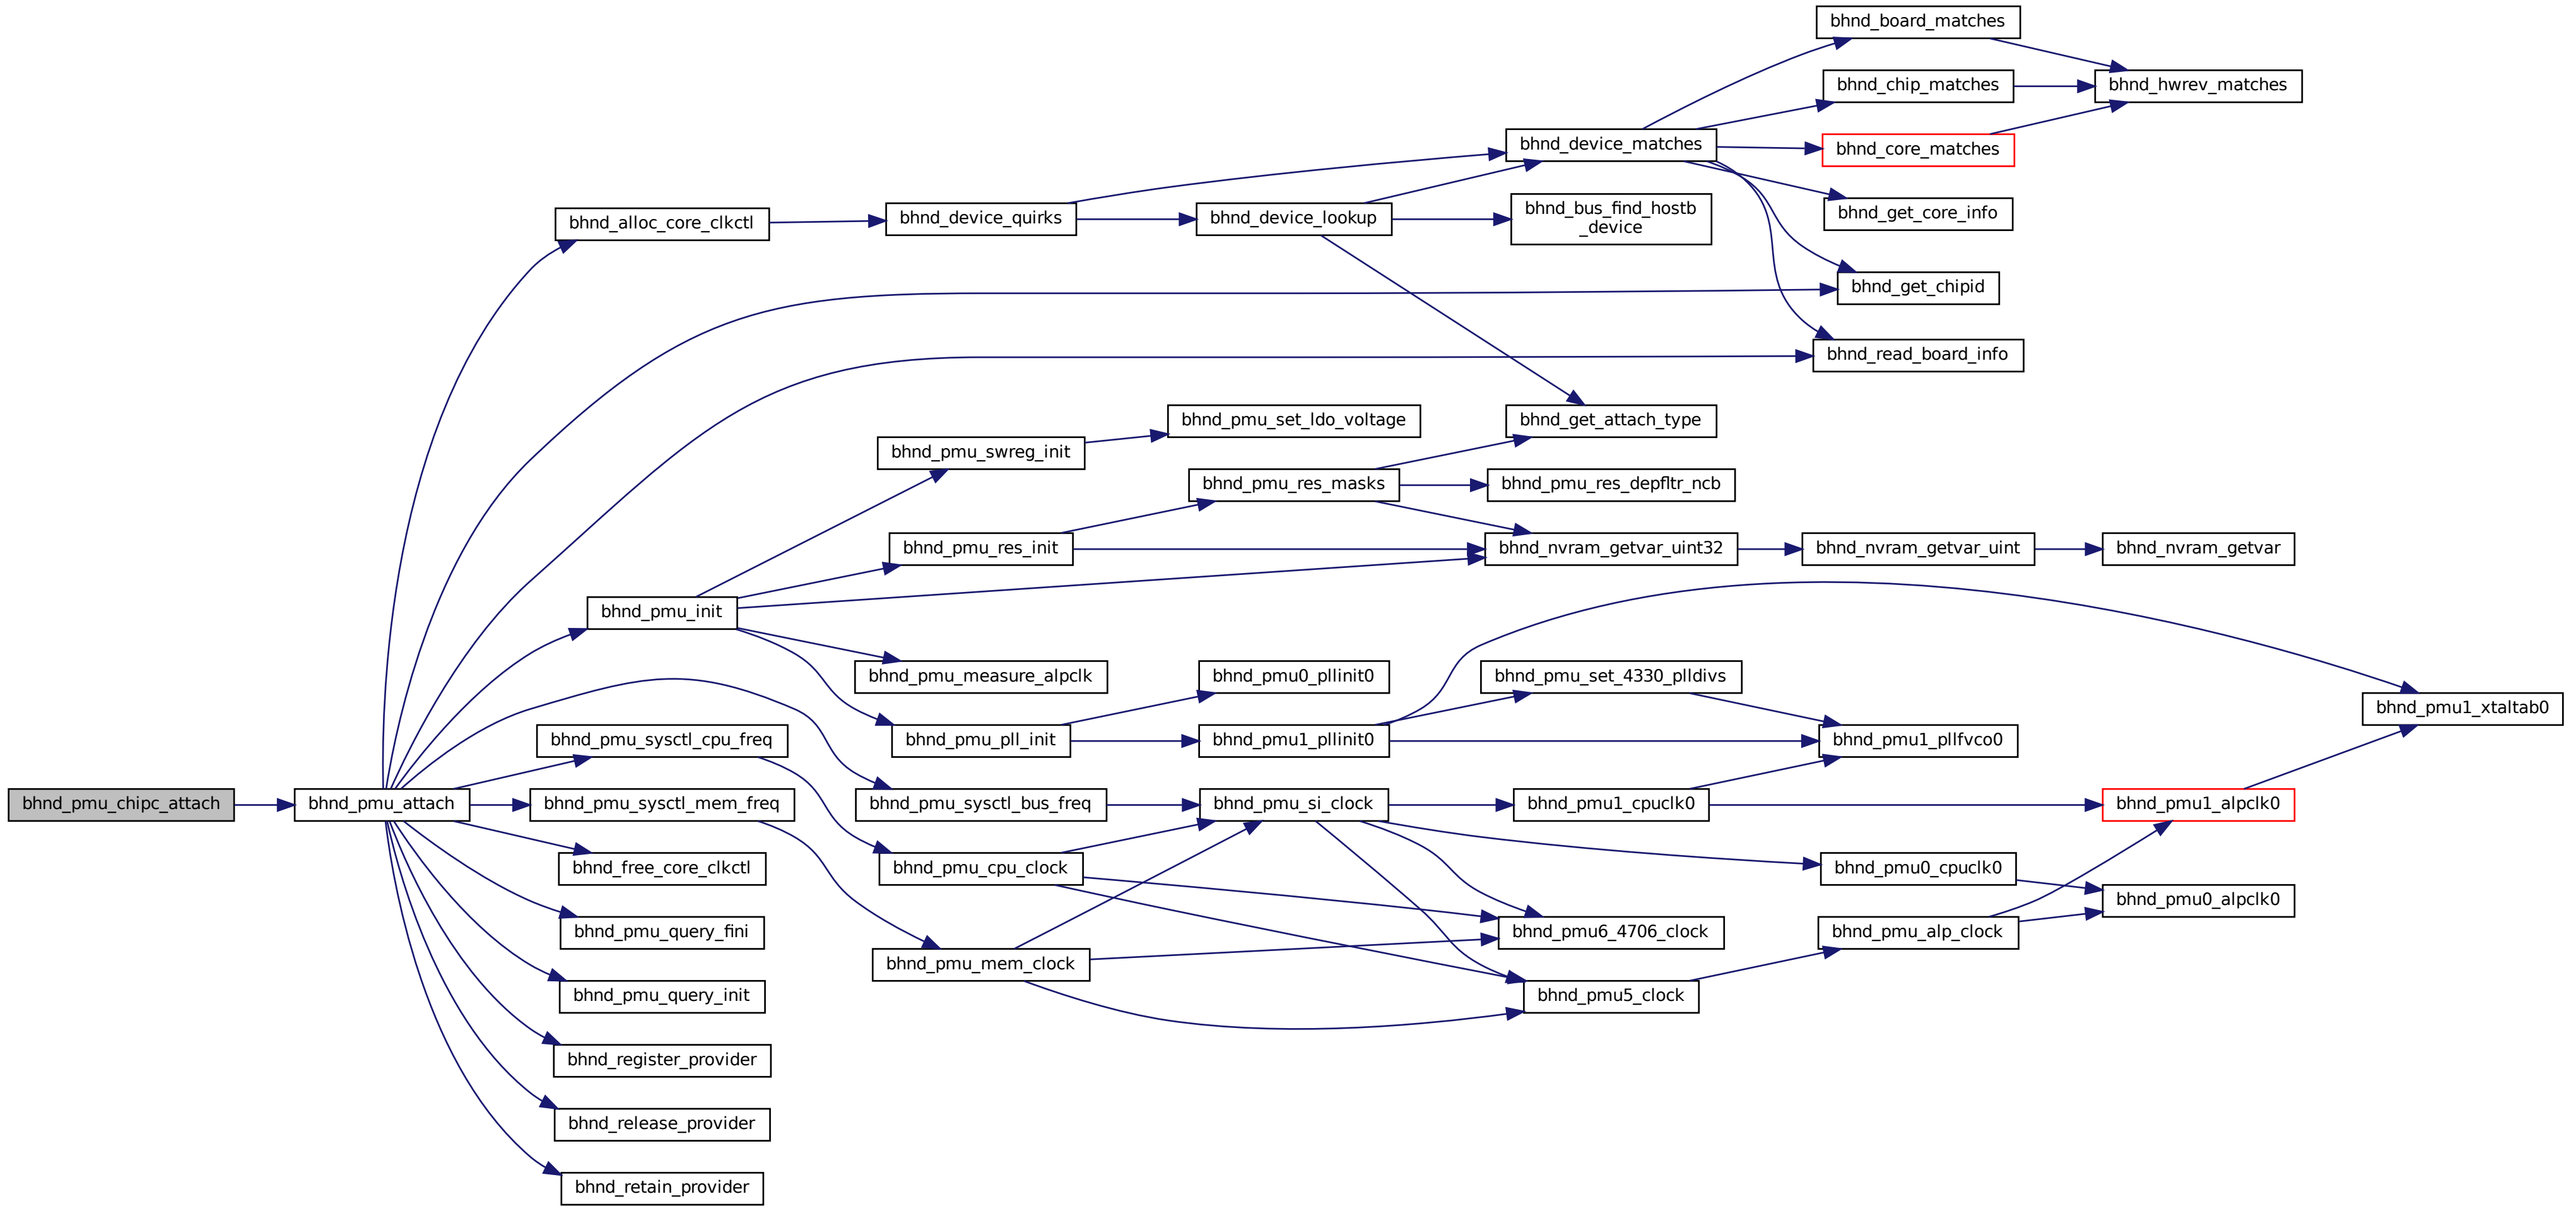 bhnd_board_matches
bhnd_chip_matches
bhnd_hwrev_matches
bhnd_device_matches
bhnd_core_matches
bhnd_alloc_core_clkctl
bhnd_device_quirks
bhnd_device_lookup
bhnd_bus_find_hostb
_device
bhnd_get_core_info
bhnd_get_chipid
bhnd_read_board_info
bhnd_pmu_set_ldo_voltage
bhnd_get_attach_type
bhnd_pmu_swreg_init
bhnd_pmu_res_masks
bhnd_pmu_res_depfltr_ncb
bhnd_pmu_res_init
bhnd_nvram_getvar_uint32
bhnd_nvram_getvar_uint
bhnd_nvram_getvar
bhnd_pmu_init
bhnd_pmu_measure_alpclk
bhnd_pmu0_pllinit0
bhnd_pmu_set_4330_plldivs
bhnd_pmu1_xtaltab0
bhnd_pmu_sysctl_cpu_freq
bhnd_pmu_pll_init
bhnd_pmu1_pllinit0
bhnd_pmu1_pllfvco0
bhnd_pmu_chipc_attach
bhnd_pmu_attach
bhnd_pmu_sysctl_mem_freq
bhnd_pmu_sysctl_bus_freq
bhnd_pmu_si_clock
bhnd_pmu1_cpuclk0
bhnd_pmu1_alpclk0
bhnd_free_core_clkctl
bhnd_pmu_cpu_clock
bhnd_pmu0_cpuclk0
bhnd_pmu0_alpclk0
bhnd_pmu_query_fini
bhnd_pmu6_4706_clock
bhnd_pmu_alp_clock
bhnd_pmu_mem_clock
bhnd_pmu_query_init
bhnd_pmu5_clock
bhnd_register_provider
bhnd_release_provider
bhnd_retain_provider